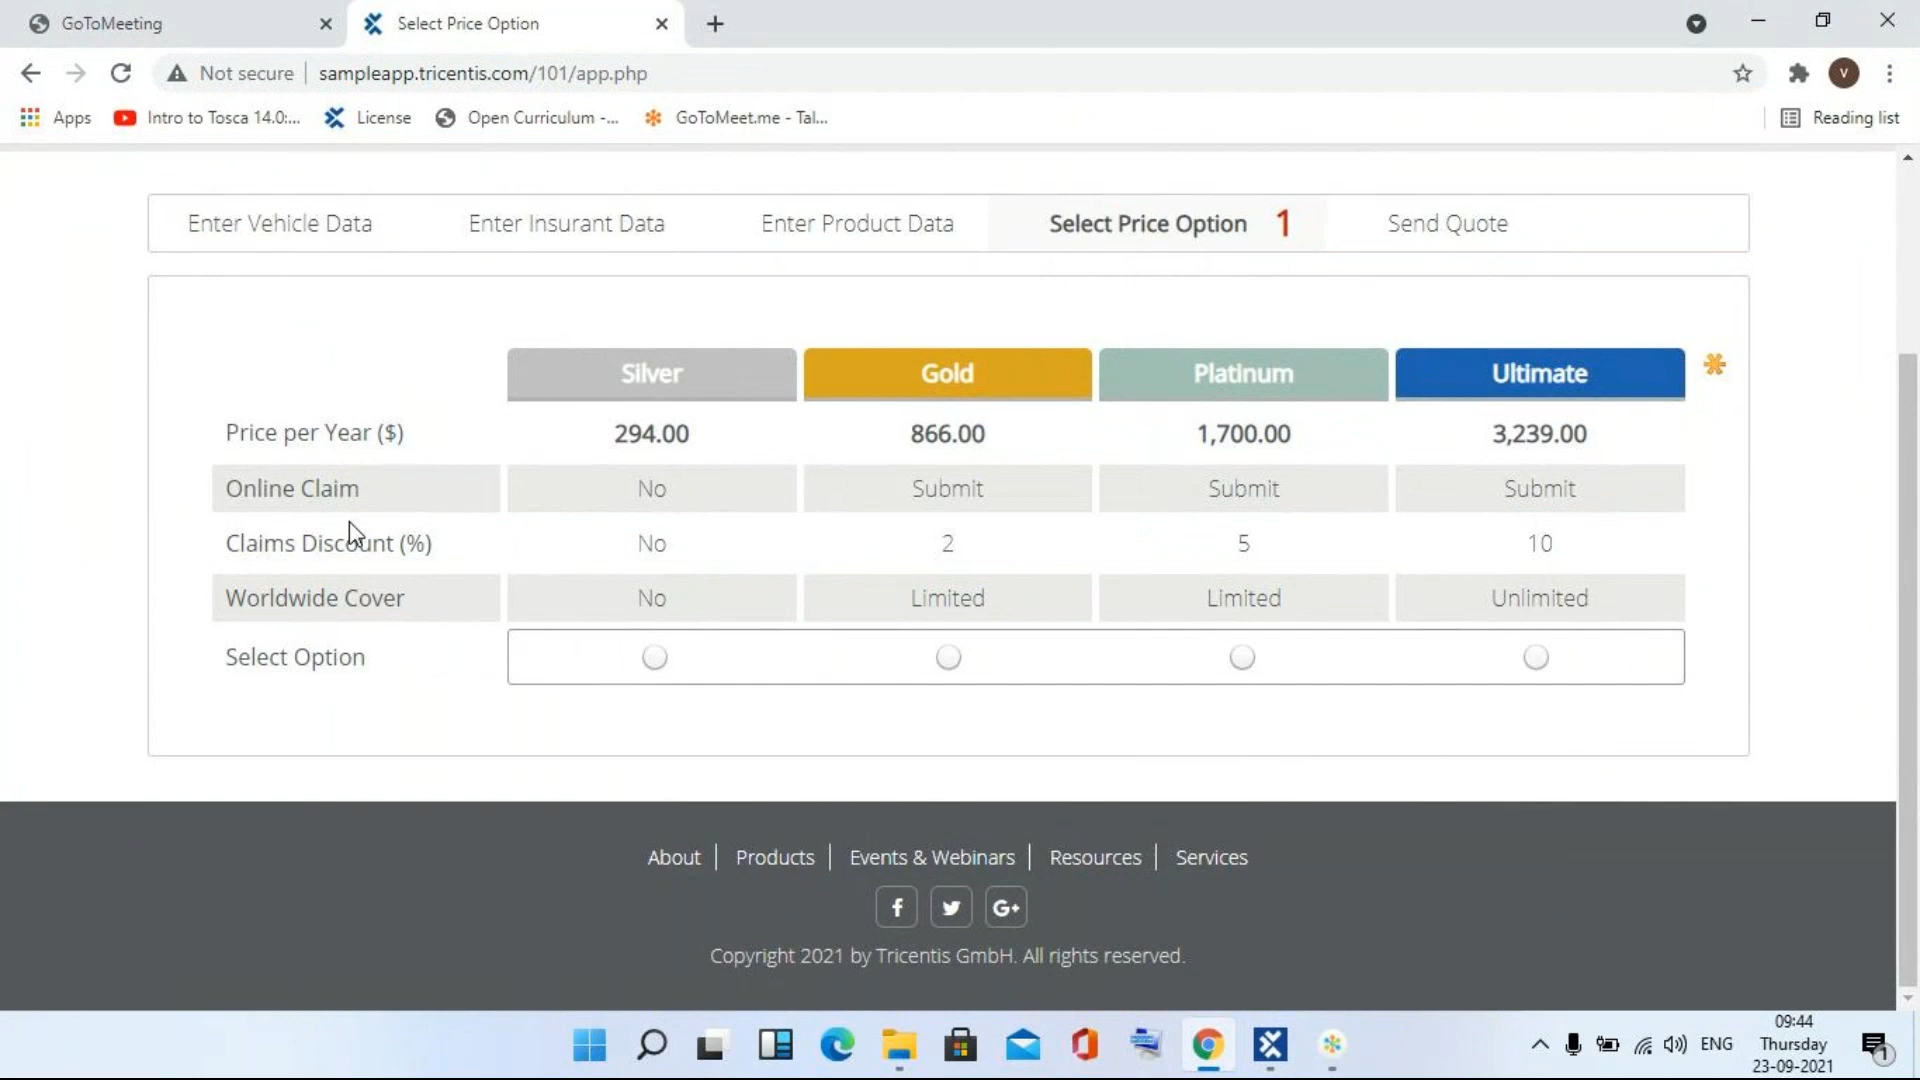 GoToMeeting
Select Price Option
Not secure
sampleapp.tricentis.com/101/app.php
V
Apps
Intro to Tosca 14.0:...
License
Open Curriculum -...
GoToMeet.me - Tal...
Reading list
Enter Vehicle Data
Enter Insurant Data
Enter Product Data
Select Price Option 1
Send Quote
Silver Gold Platinum Ultimate
Price per Year ($) 294.00 866.00 1,700.00 3,239.00
Online Claim No Submit Submit Submit
Claims Discount (%) No 2 5 10
Worldwide Cover No Limited Limited Unlimited
Select Option
About Products Events & Webinars Resources Services
f G+
Copyright 2021 by Tricentis GmbH. All rights reserved.
ENG
09:44
Thursday
23-09-2021
1